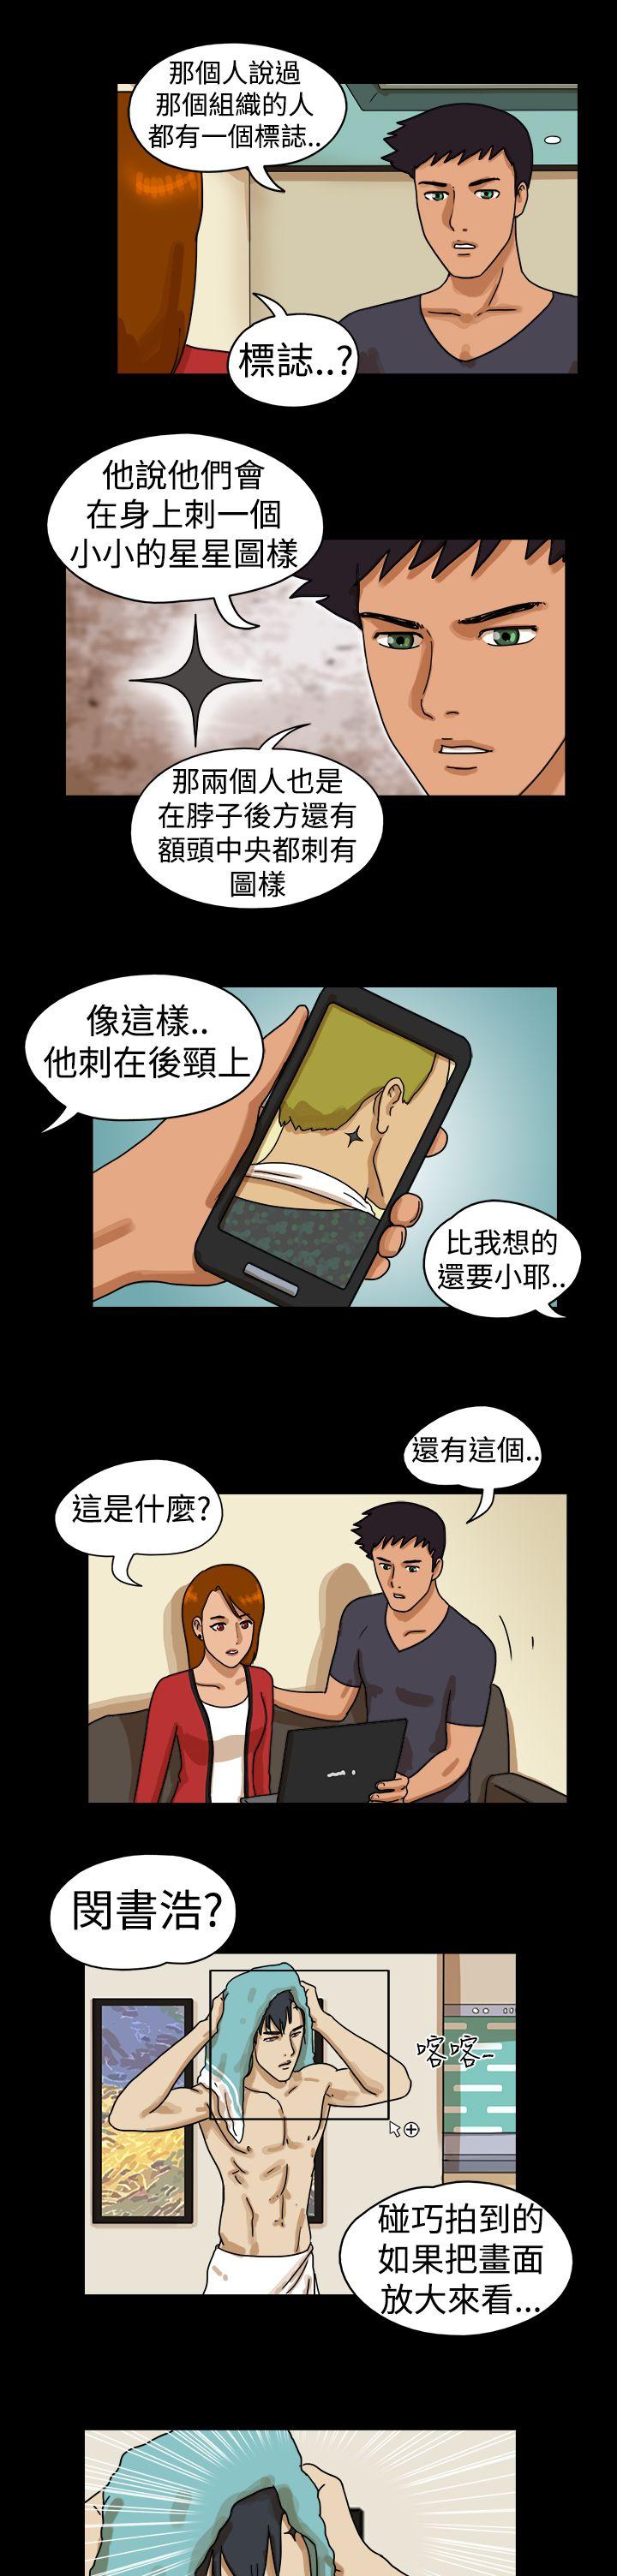 那個人說過
那個組織的人
都有一個標誌..
標誌..?
他說他們會
在身上刺一個
小小的星星圖樣
那兩個人也是
在脖子後方還有
額頭中央都刺有
圖樣
像這樣..
他刺在後頸上
比我想的
還要小耶..
還有這個..
這是什麼?
閔書浩?
喀喀-
碰巧拍到的
如果把畫面
放大來看...